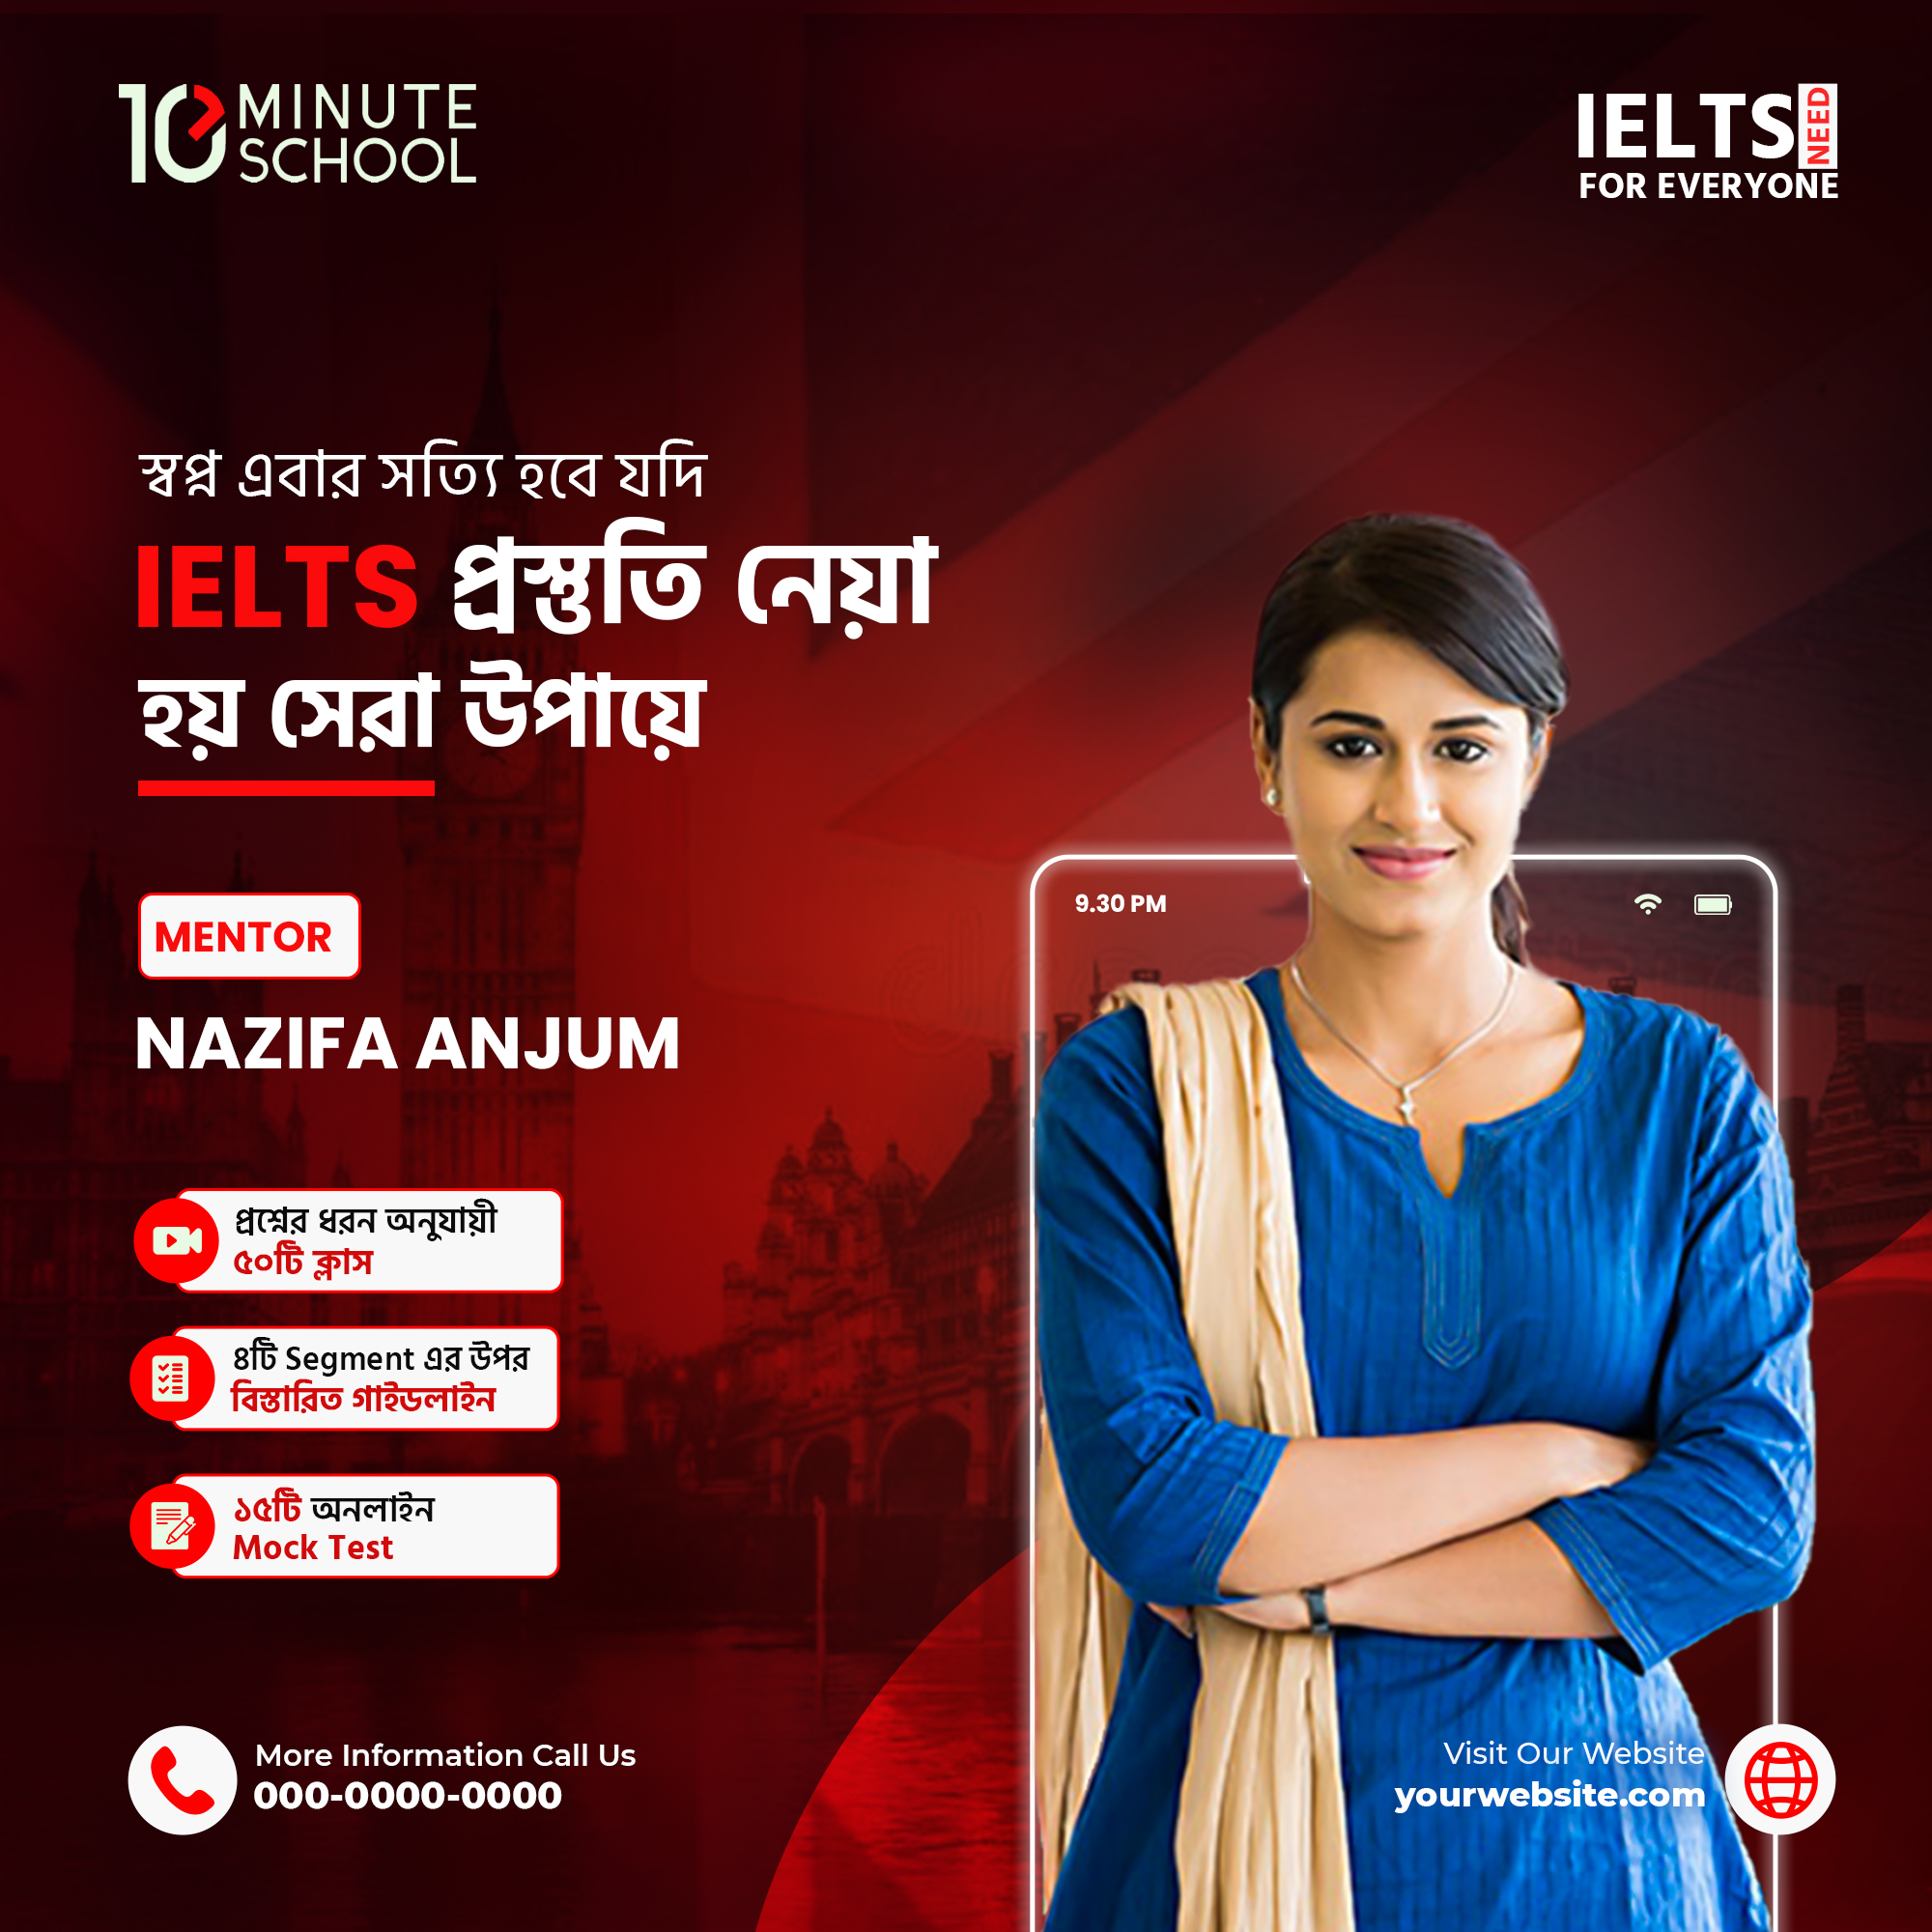 10 MINUTE
SCHOOL
IELTS NEED
FOR EVERYONE
স্বপ্ন এবার সত্যি হবে যদি
IELTS প্রস্তুতি নেয়া
হয় সেরা উপায়ে
MENTOR
NAZIFA ANJUM
9.30 PM
প্রশ্নের ধরন অনুযায়ী
৫০টি ক্লাস
৪টি Segment এর উপর
বিস্তারিত গাইডলাইন
১৫টি অনলাইন
Mock Test
More Information Call Us
000-0000-0000
Visit Our Website
yourwebsite.com